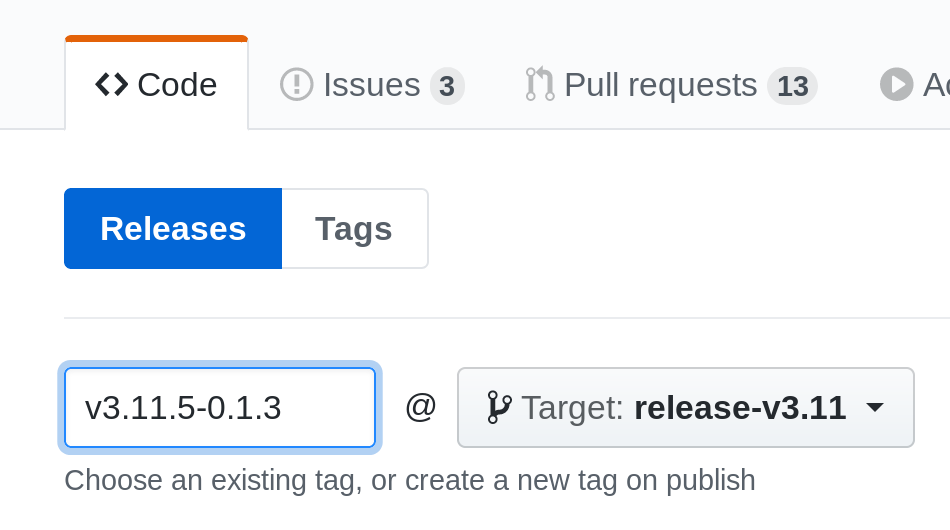 Code Issues 3 Pull requests 13
Releases Tags
v3.11.5-0.1.3 @ Target: release-v3.11
Choose an existing tag, or create a new tag on publish